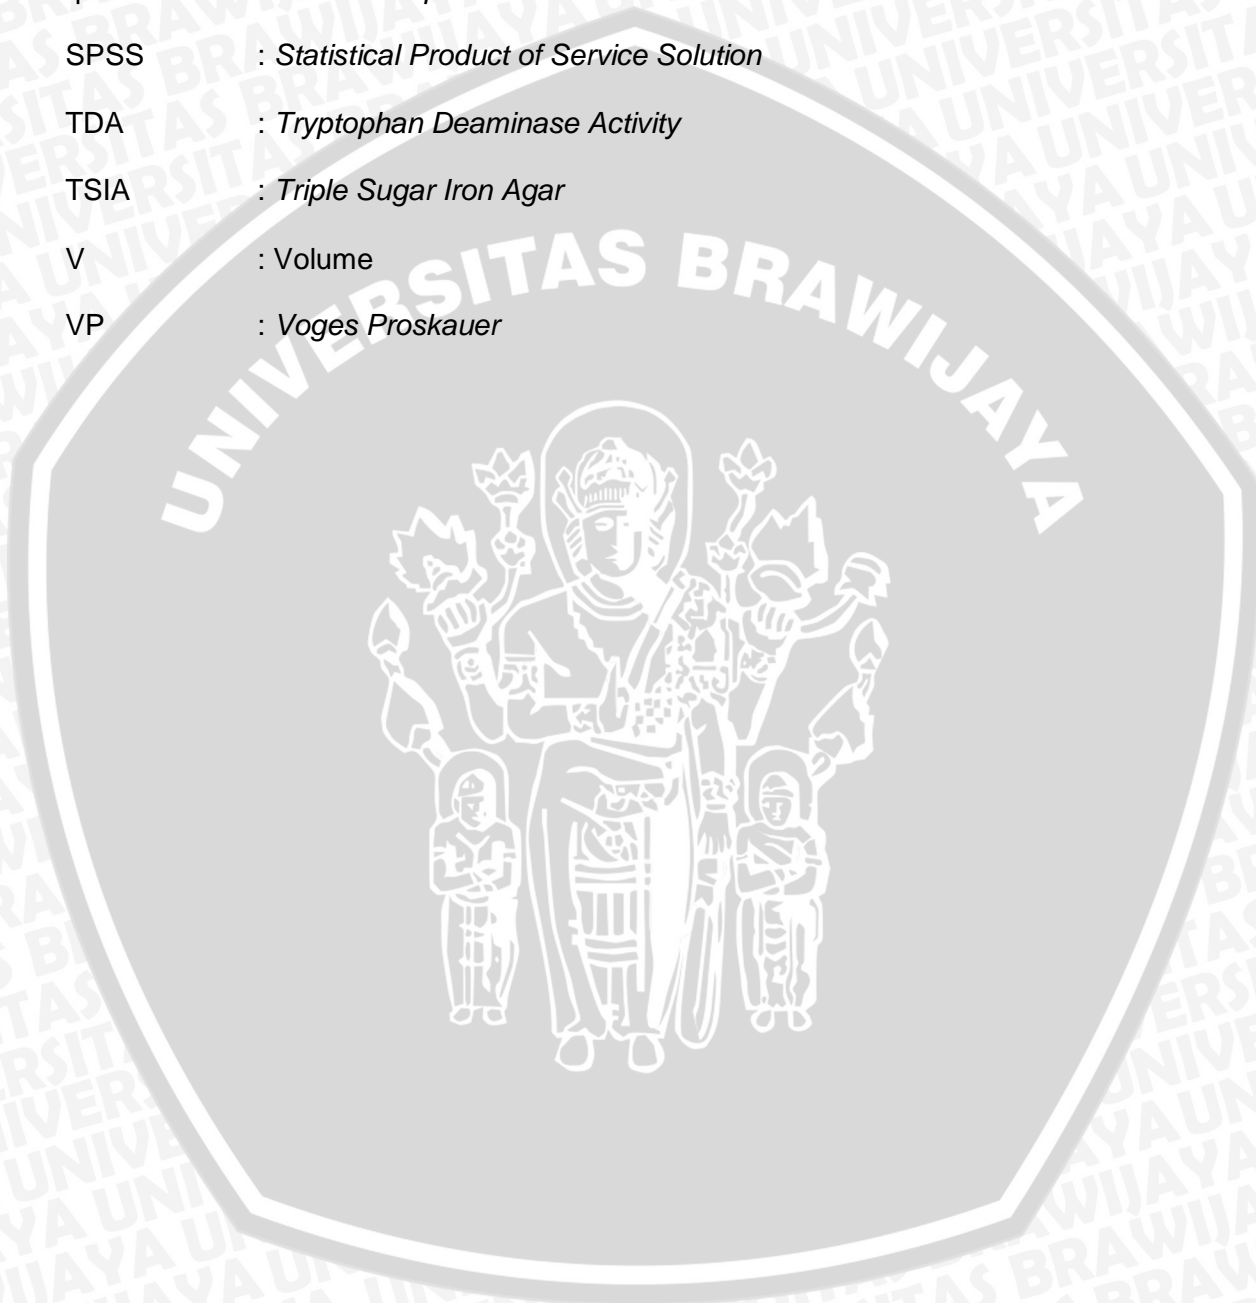 SPSS : Statistical Product of Service Solution
TDA : Tryptophan Deaminase Activity
TSIA : Triple Sugar Iron Agar
V : Volume
VP : Voges Proskauer
UNIVERSITAS BRAWIJAYA